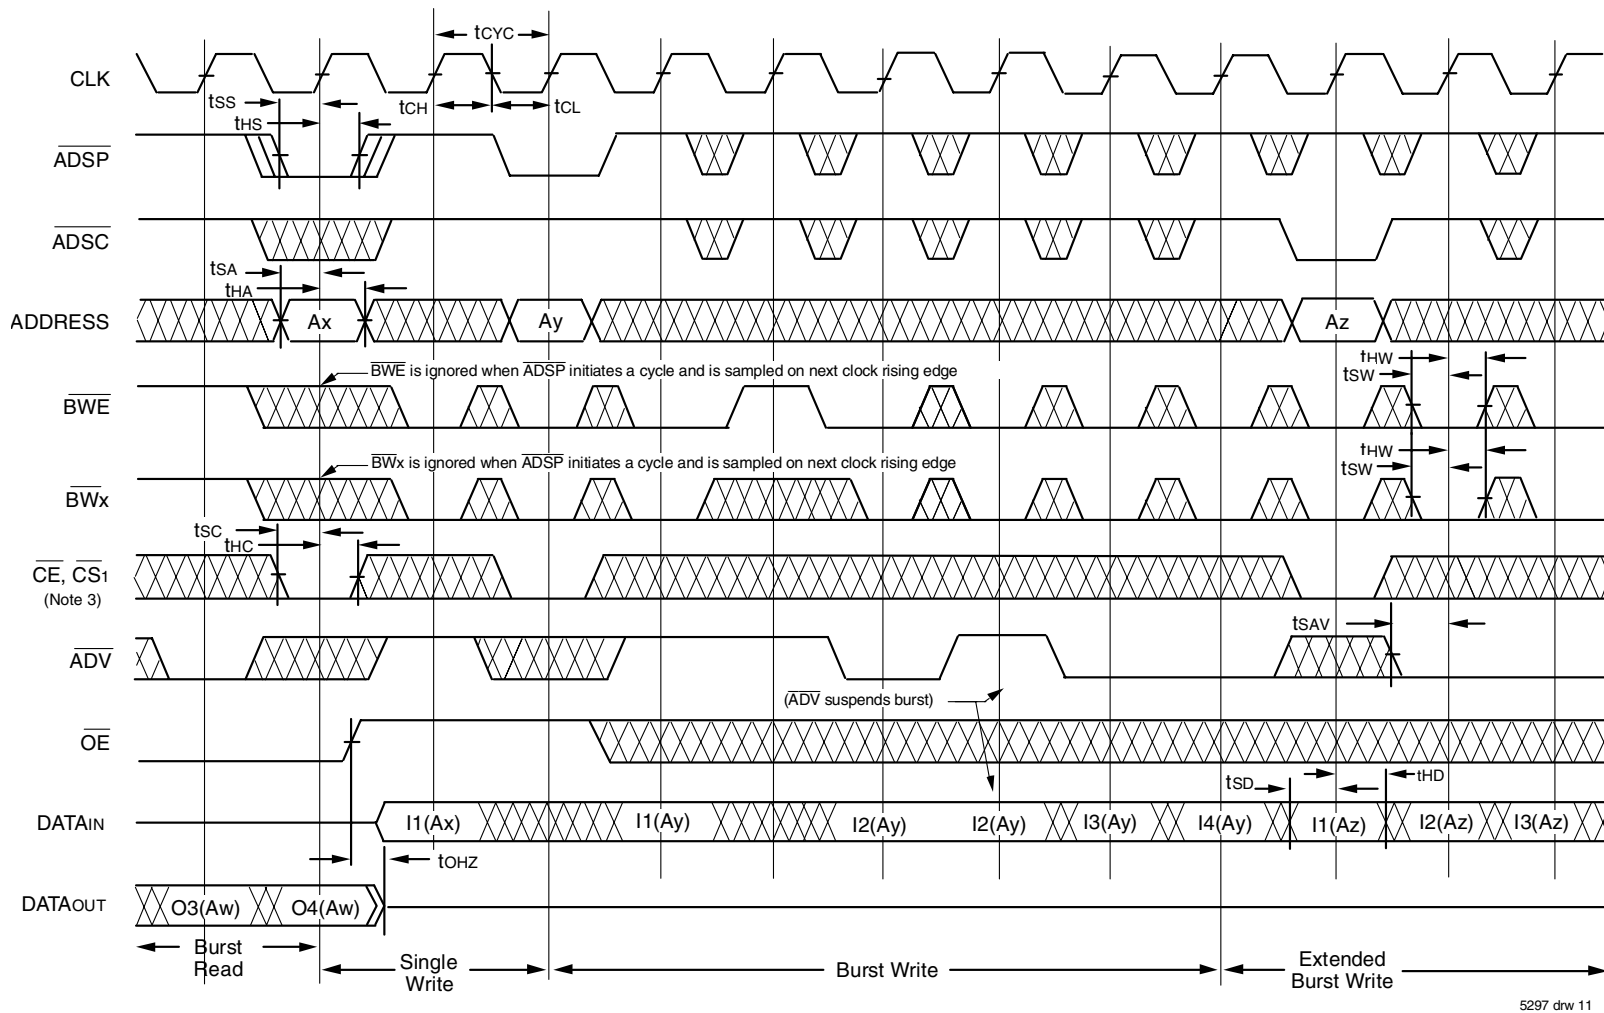 tCYC
CLK
tSS
tCH
tCL
tHS
ADSP
ADSC
tSA
tHA
ADDRESS
Ax
Ay
Az
BWE is ignored when ADSP initiates a cycle and is sampled on next clock rising edge
tHW
tSW
BWE
BWx is ignored when ADSP initiates a cycle and is sampled on next clock rising edge
tHW
tSW
BWx
tSC
tHC
CE, CS1
(Note 3)
tSAV
ADV
(ADV suspends burst)
OE
tSD
tHD
DATAIN
I1(Ax)
I1(Ay)
I2(Ay)
I2(Ay)
I3(Ay)
I4(Ay)
I1(Az)
I2(Az)
I3(Az)
tOHZ
DATAOUT
O3(Aw)
O4(Aw)
Burst
Read
Single
Write
Burst Write
Extended
Burst Write
5297 drw 11